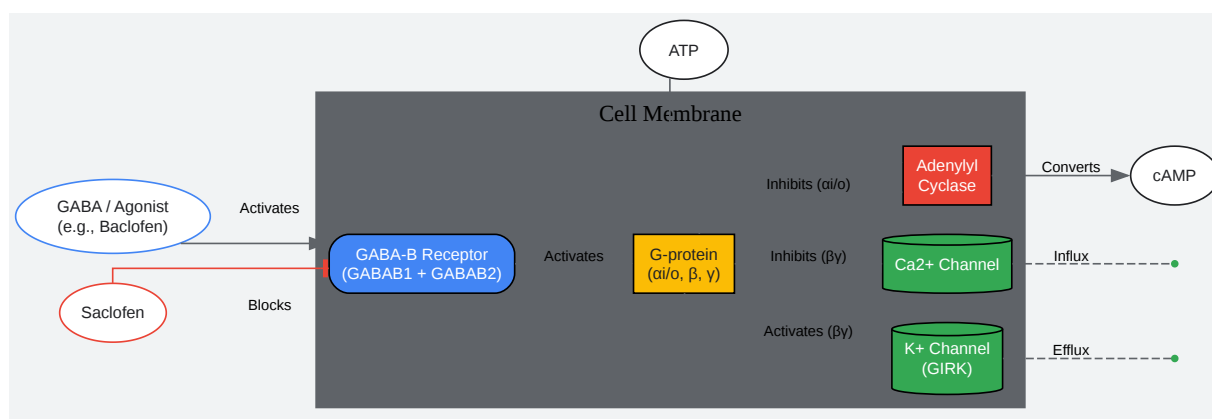 ATP
Cell Membrane
Adenylyl
Cyclase
Converts
cAMP
Inhibits (αi/o)
GABA / Agonist
(e.g., Baclofen)
Activates
GABA-B Receptor
(GABAB1 + GABAB2)
Activates
G-protein
(αi/o, β, γ)
Inhibits (βγ)
Ca2+ Channel
Influx
Saclofen
Blocks
Activates (βγ)
K+ Channel
(GIRK)
Efflux